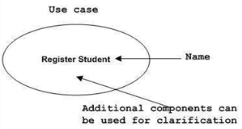 Use case
Register Student
Name
Additional components can
be used for clarification